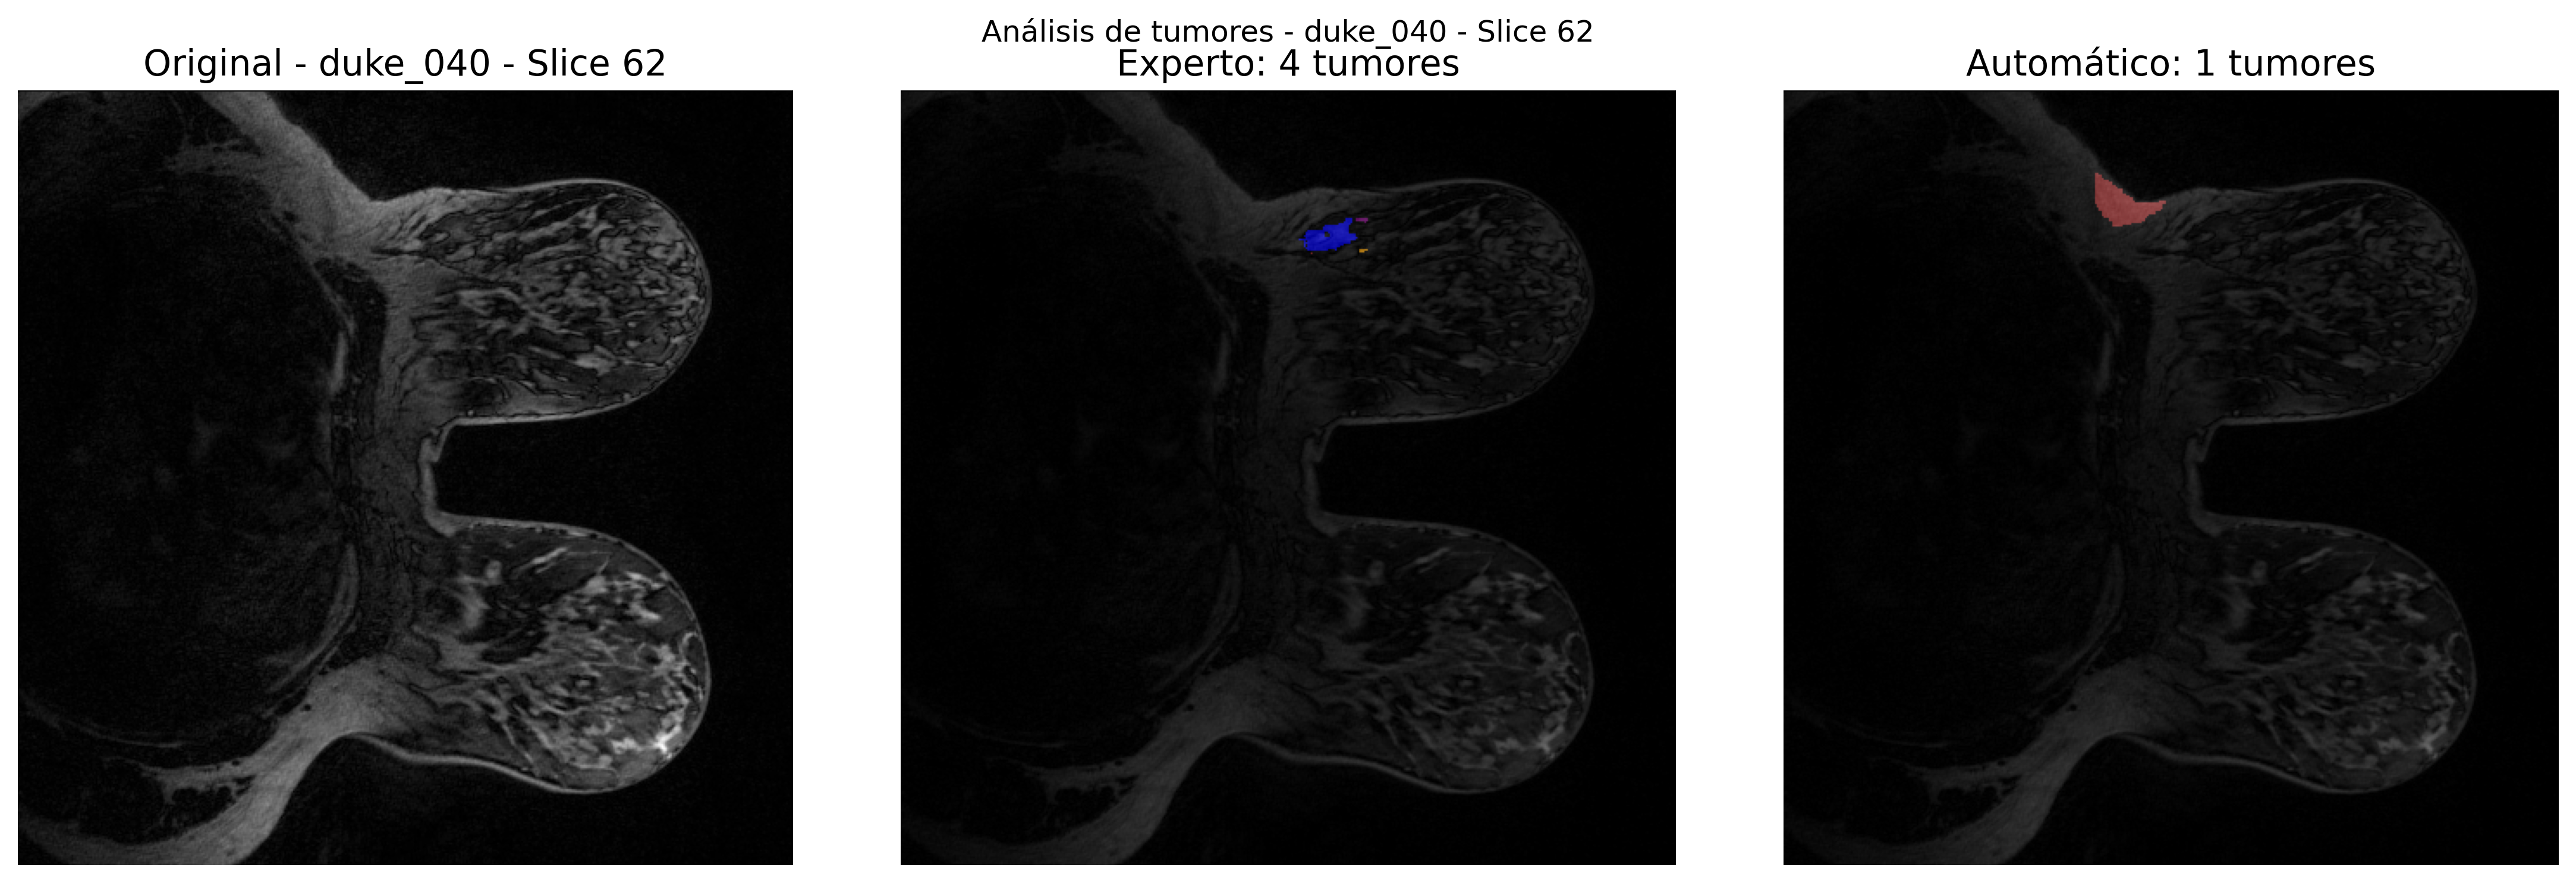 Análisis de tumores - duke_040 - Slice 62
Original - duke_040 - Slice 62
Experto: 4 tumores
Automático: 1 tumores